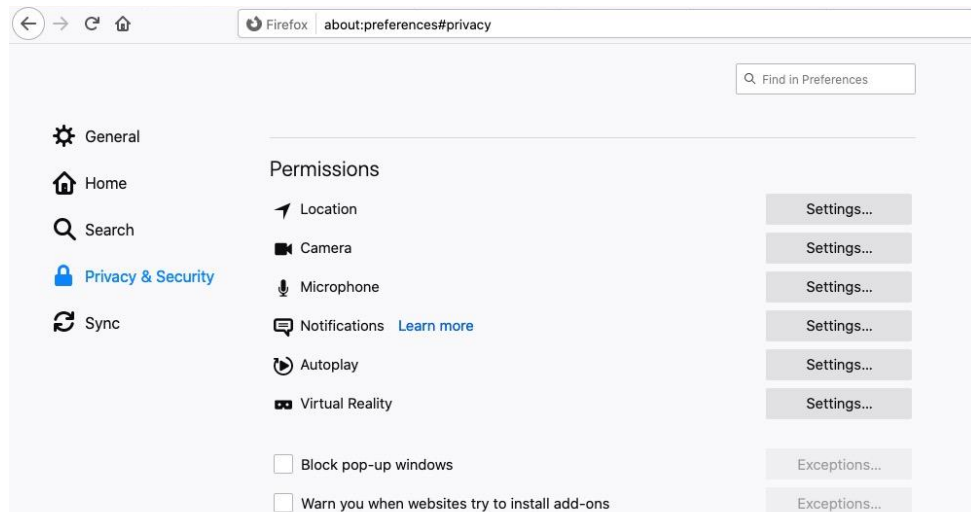 Firefox about:preferences#privacy
Find in Preferences
General
Home
Search
Privacy & Security
Sync
Permissions
Location Settings...
Camera Settings...
Microphone Settings...
Notifications Learn more Settings...
Autoplay Settings...
Virtual Reality Settings...
Block pop-up windows Exceptions...
Warn you when websites try to install add-ons Exceptions...